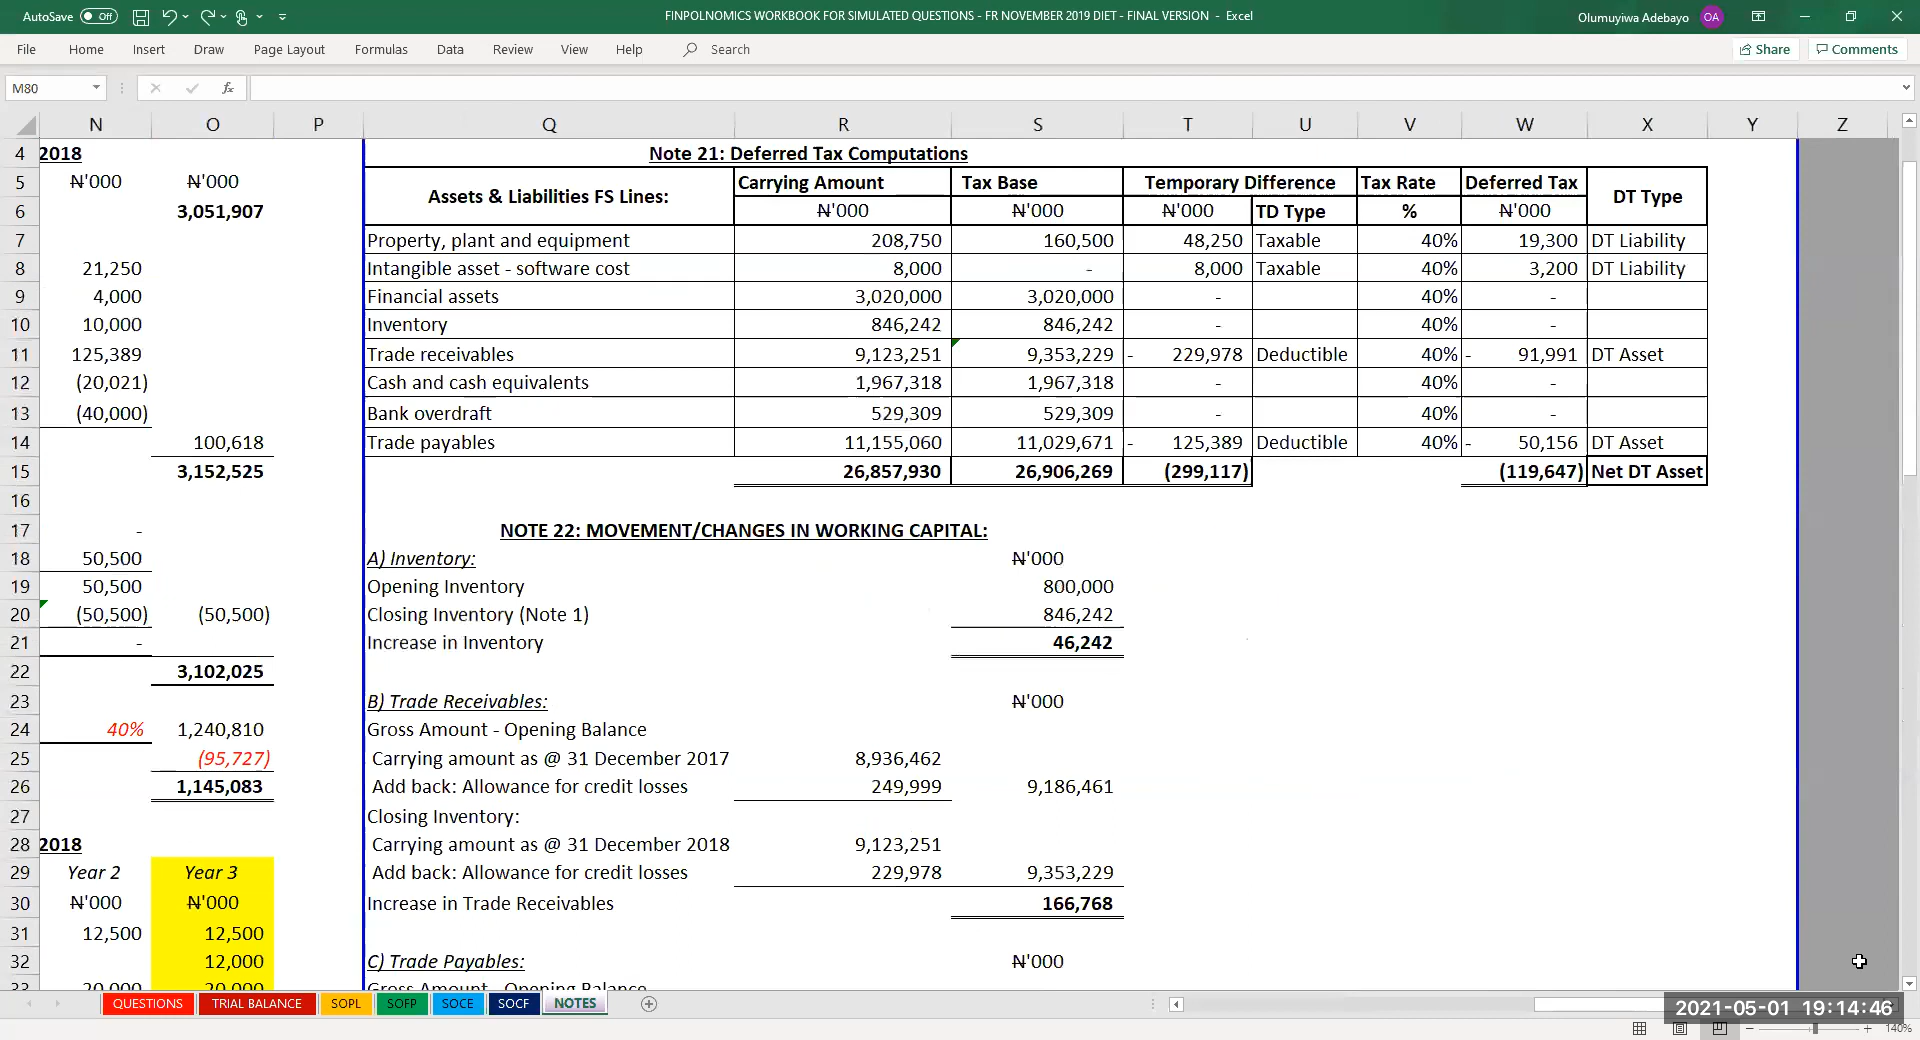 AutoSave Off FINPOLNOMICS WORKBOOK FOR SIMULATED QUESTIONS - FR NOVEMBER 2019 DIET - FINAL VERSION - Excel Olumuyiwa Adebayo OA
File Home Insert Draw Page Layout Formulas Data Review View Help Search Share Comments
M80 fx
N O P Q R S T U V W X Y Z
4 2018 Note 21: Deferred Tax Computations
5 ₦'000 ₦'000 Assets & Liabilities FS Lines: Carrying Amount Tax Base Temporary Difference Tax Rate Deferred Tax DT Type
6 3,051,907 ₦'000 ₦'000 ₦'000 TD Type % ₦'000
7 Property, plant and equipment 208,750 160,500 48,250 Taxable 40% 19,300 DT Liability
8 21,250 Intangible asset - software cost 8,000 - 8,000 Taxable 40% 3,200 DT Liability
9 4,000 Financial assets 3,020,000 3,020,000 - 40% -
10 10,000 Inventory 846,242 846,242 - 40% -
11 125,389 Trade receivables 9,123,251 9,353,229 - 229,978 Deductible 40% - 91,991 DT Asset
12 (20,021) Cash and cash equivalents 1,967,318 1,967,318 - 40% -
13 (40,000) Bank overdraft 529,309 529,309 - 40% -
14 100,618 Trade payables 11,155,060 11,029,671 - 125,389 Deductible 40% - 50,156 DT Asset
15 3,152,525 26,857,930 26,906,269 (299,117) (119,647) Net DT Asset
16
17 - NOTE 22: MOVEMENT/CHANGES IN WORKING CAPITAL:
18 50,500 A) Inventory: ₦'000
19 50,500 Opening Inventory 800,000
20 (50,500) (50,500) Closing Inventory (Note 1) 846,242
21 - Increase in Inventory 46,242
22 3,102,025
23 B) Trade Receivables: ₦'000
24 40% 1,240,810 Gross Amount - Opening Balance
25 (95,727) Carrying amount as @ 31 December 2017 8,936,462
26 1,145,083 Add back: Allowance for credit losses 249,999 9,186,461
27 Closing Inventory:
28 2018 Carrying amount as @ 31 December 2018 9,123,251
29 Year 2 Year 3 Add back: Allowance for credit losses 229,978 9,353,229
30 ₦'000 ₦'000 Increase in Trade Receivables 166,768
31 12,500 12,500
32 12,000 C) Trade Payables: ₦'000
33 20,000 20,000 Gross Amount - Opening Balance
QUESTIONS TRIAL BALANCE SOPL SOFP SOCE SOCF NOTES
2021-05-01 19:14:46
140%